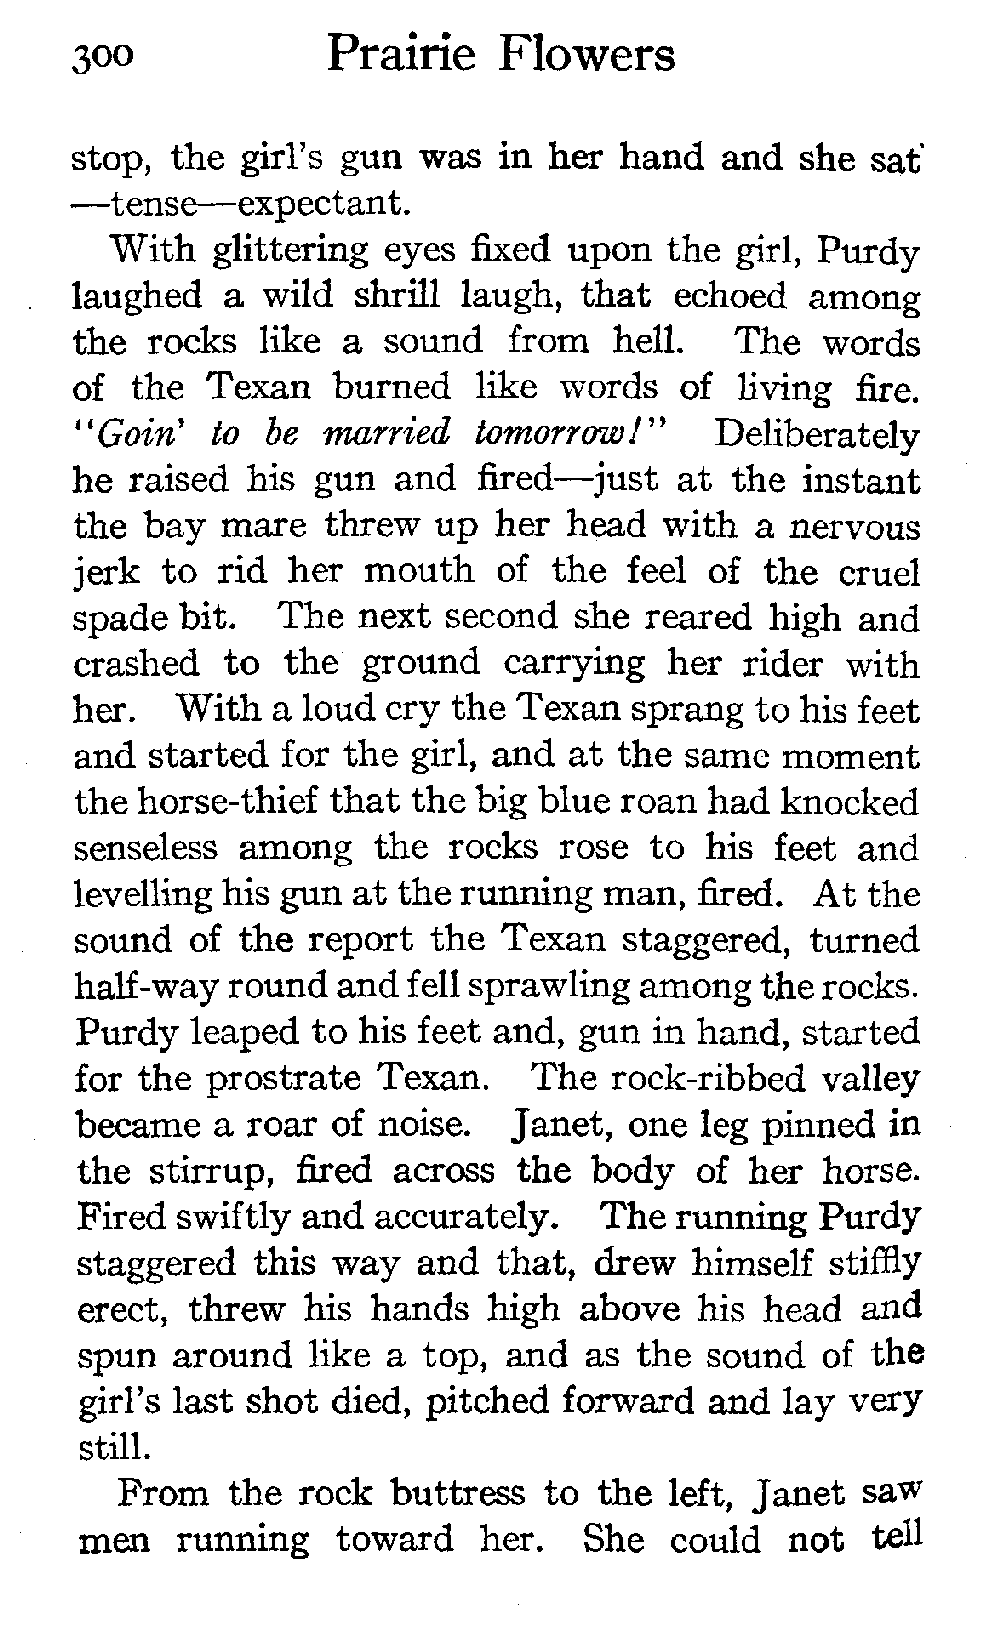 300 Prairie Flowers
stop, the girl's gun was in her hand and she sat
—tense—expectant.
With glittering eyes fixed upon the girl, Purdy
laughed a wild shrill laugh, that echoed among
the rocks like a sound from hell. The words
of the Texan burned like words of living fire.
"Goin' to be married tomorrow!" Deliberately
he raised his gun and fired—just at the instant
the bay mare threw up her head with a nervous
jerk to rid her mouth of the feel of the cruel
spade bit. The next second she reared high and
crashed to the ground carrying her rider with
her. With a loud cry the Texan sprang to his feet
and started for the girl, and at the same moment
the horse-thief that the big blue roan had knocked
senseless among the rocks rose to his feet and
levelling his gun at the running man, fired. At the
sound of the report the Texan staggered, turned
half-way round and fell sprawling among the rocks.
Purdy leaped to his feet and, gun in hand, started
for the prostrate Texan. The rock-ribbed valley
became a roar of noise. Janet, one leg pinned in
the stirrup, fired across the body of her horse.
Fired swiftly and accurately. The running Purdy
staggered this way and that, drew himself stiffly
erect, threw his hands high above his head and
spun around like a top, and as the sound of the
girl's last shot died, pitched forward and lay very
still.
From the rock buttress to the left, Janet saw
men running toward her. She could not tell